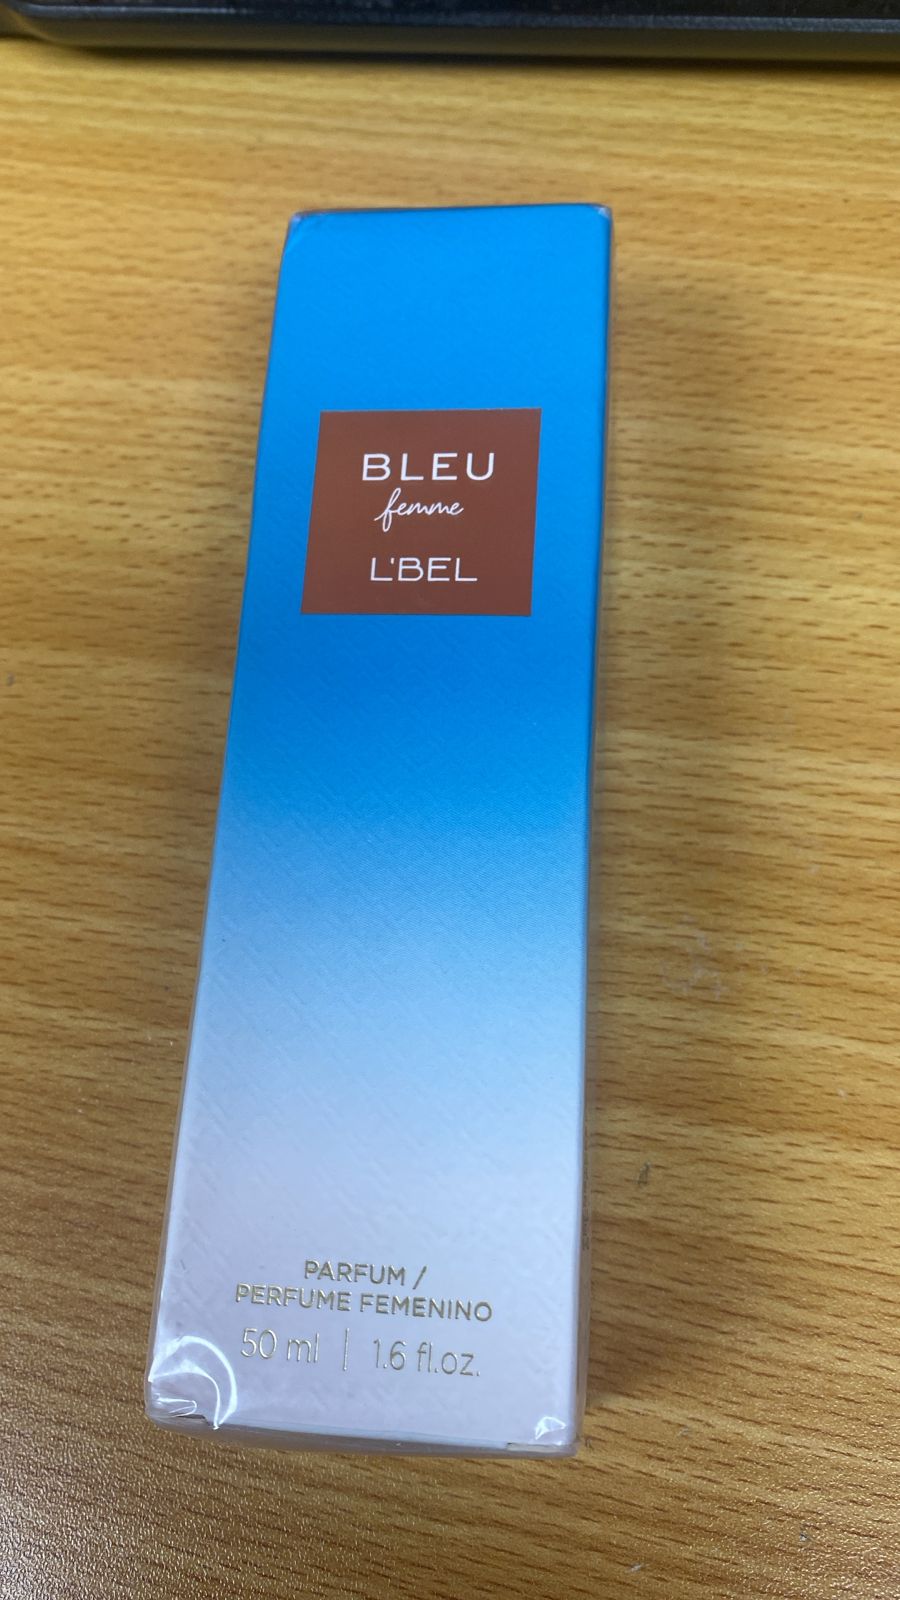 BLEU
femme
L'BEL
PARFUM /
PERFUME FEMENINO
50 ml | 1.6 fl.oz.